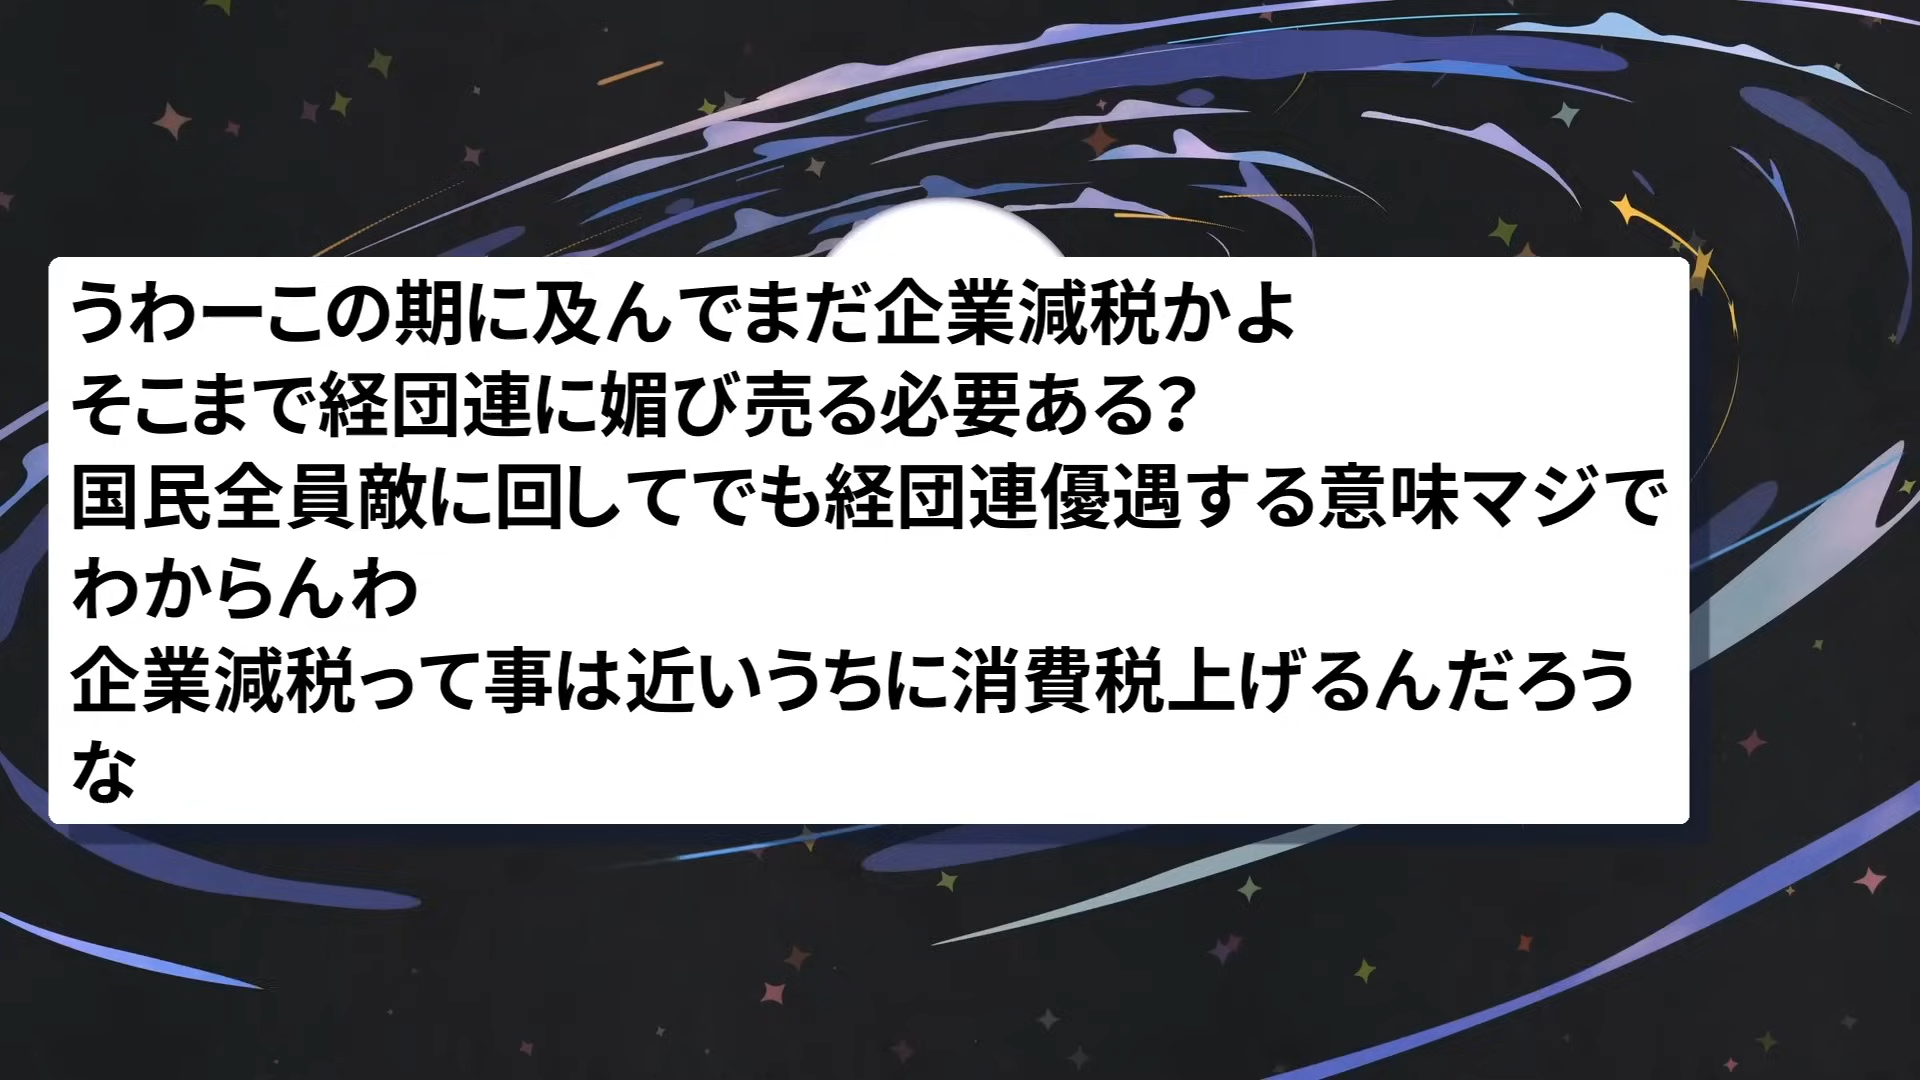 うわーこの期に及んでまだ企業減税かよ
そこまで経団連に媚び売る必要ある？
国民全員敵に回してでも経団連優遇する意味マジで
わからんわ
企業減税って事は近いうちに消費税上げるんだろう
な